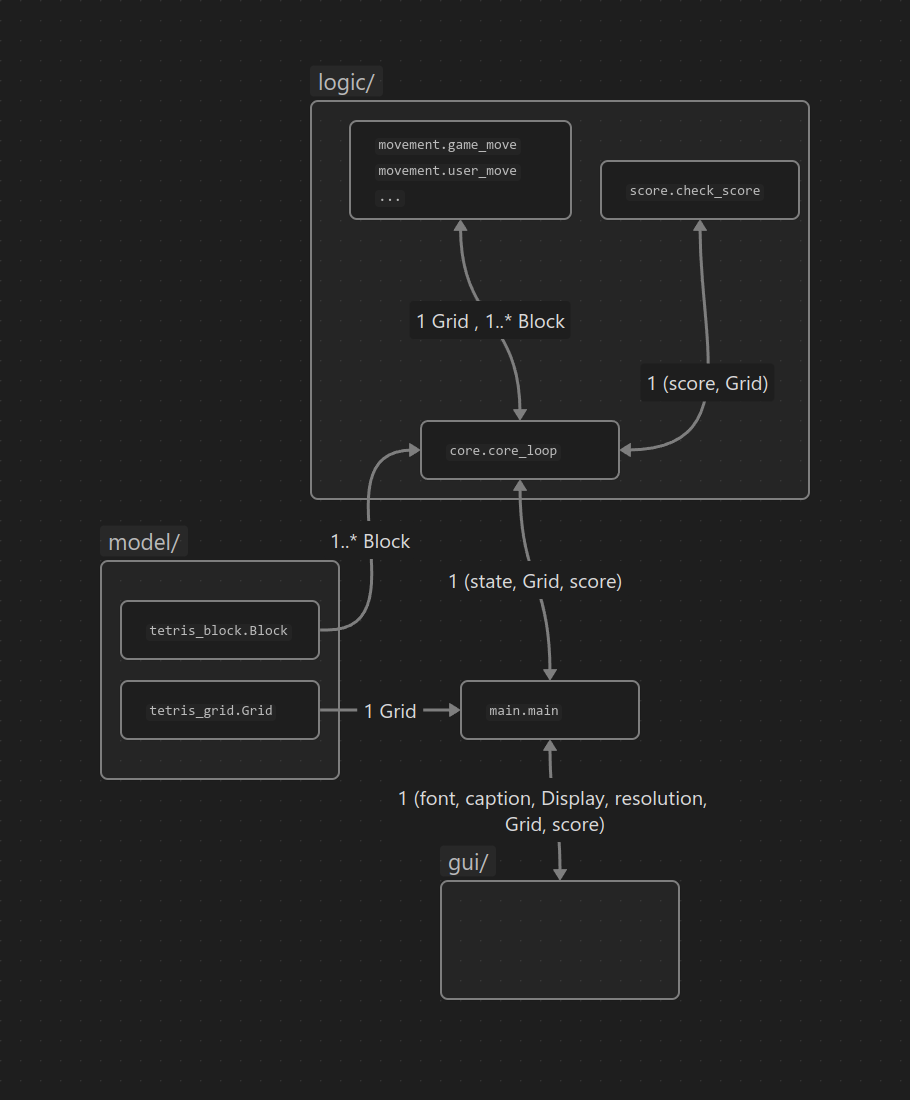 logic/
movement.game_move
movement.user_move
...
score.check_score
1 Grid , 1..* Block
1 (score, Grid)
core.core_loop
model/
1..* Block
1 (state, Grid, score)
tetris_block.Block
tetris_grid.Grid
1 Grid
main.main
1 (font, caption, Display, resolution,
Grid, score)
gui/